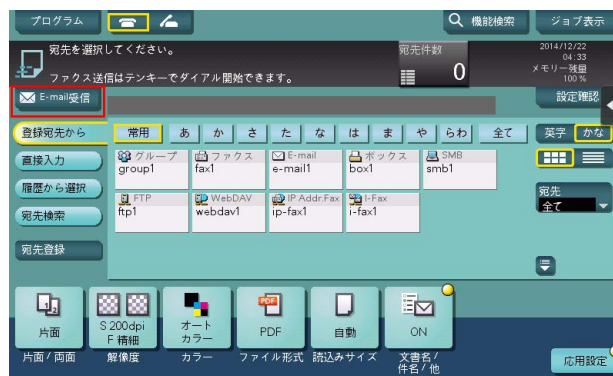 プログラム
機能検索
ジョブ表示
宛先を選択してください。
ファクス送信はテンキーでダイアル開始できます。
宛先件数
0
2014/12/22
04:33
メモリー残量
100 %
E-mail受信
設定確認
登録宛先から
常用 あ か さ た な は ま や らわ 全て
英字 かな
直接入力
履歴から選択
宛先検索
宛先登録
グループ
group1
ファクス
fax1
E-mail
e-mail1
ボックス
box1
SMB
smb1
FTP
ftp1
WebDAV
webdav1
IP Addr.Fax
ip-fax1
I-Fax
i-fax1
宛先
全て
1 2
片面
片面 / 両面
S 200dpi
F 精細
解像度
オート
カラー
カラー
PDF
PDF
ファイル形式
自動
読込みサイズ
ON
文書名 /
件名 / 他
応用設定